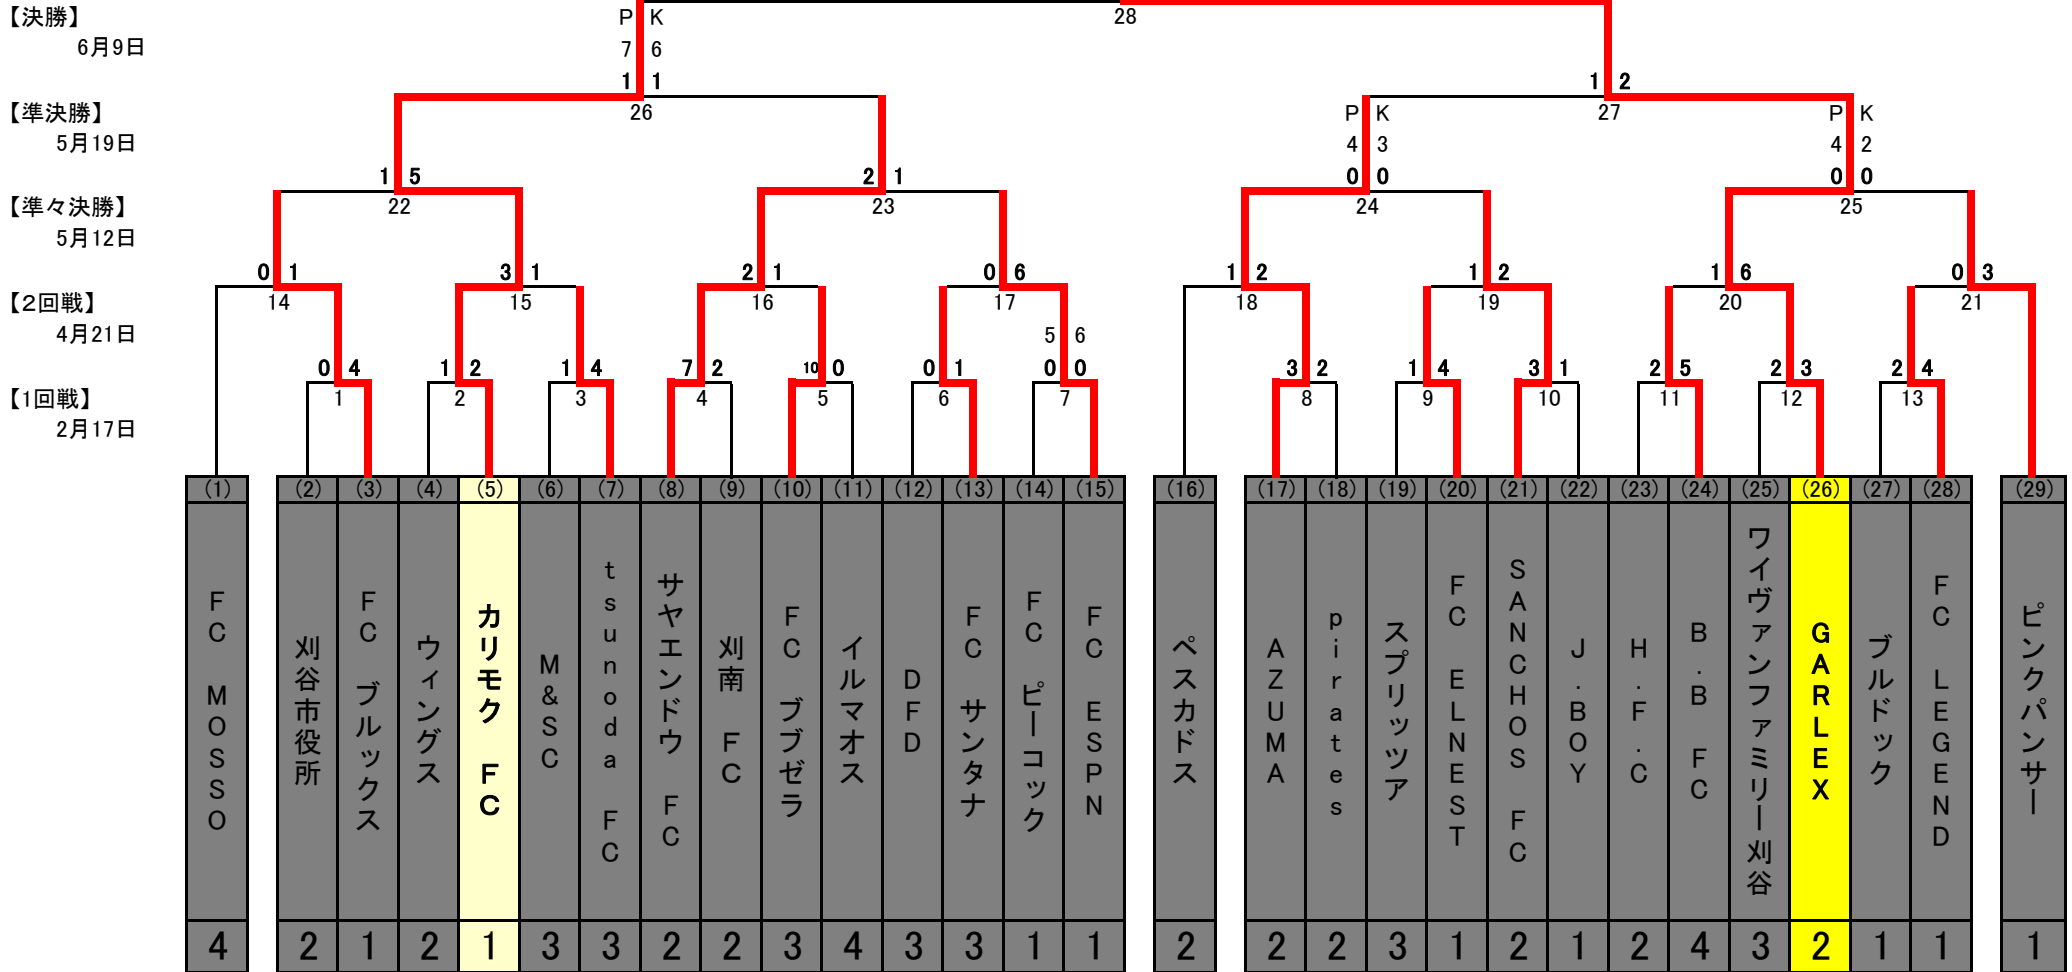 【決勝】
6月9日
P K
7 6
1 1
28
1 2
【準決勝】
5月19日
26
27
P K
4 3
0 0
P K
4 2
0 0
1 5
2 1
【準々決勝】
5月12日
22
23
24
25
0 1
3 1
2 1
0 6
1 2
1 2
1 6
0 3
【2回戦】
4月21日
14
15
16
17
18
19
20
21
5 6
0 4
1 2
1 4
7 2
10 0
0 1
0 0
3 2
1 4
3 1
2 5
2 3
2 4
【1回戦】
2月17日
1
2
3
4
5
6
7
8
9
10
11
12
13
(1)
(2)
(3)
(4)
(5)
(6)
(7)
(8)
(9)
(10)
(11)
(12)
(13)
(14)
(15)
(16)
(17)
(18)
(19)
(20)
(21)
(22)
(23)
(24)
(25)
(26)
(27)
(28)
(29)
FC MOSSO
刈谷市役所
FC ブルックス
ウィングス
カリモク FC
M&SC
tsunoda FC
サヤエンドウ FC
刈南 FC
FC ブブゼラ
イルマオス
DFD
FC サンタナ
FC ピーコック
FC ESPN
ペスカドス
AZUMA
pirates
スプリッツア
FC ELNEST
SANCHOS FC
J.BOY
H.F.C
B.B FC
ワイヴァンファミリー刈谷
GARLEX
ブルドック
FC LEGEND
ピンクパンサー
4
2
1
2
1
3
3
2
2
3
4
3
3
1
1
2
2
2
3
1
2
1
2
4
3
2
1
1
1